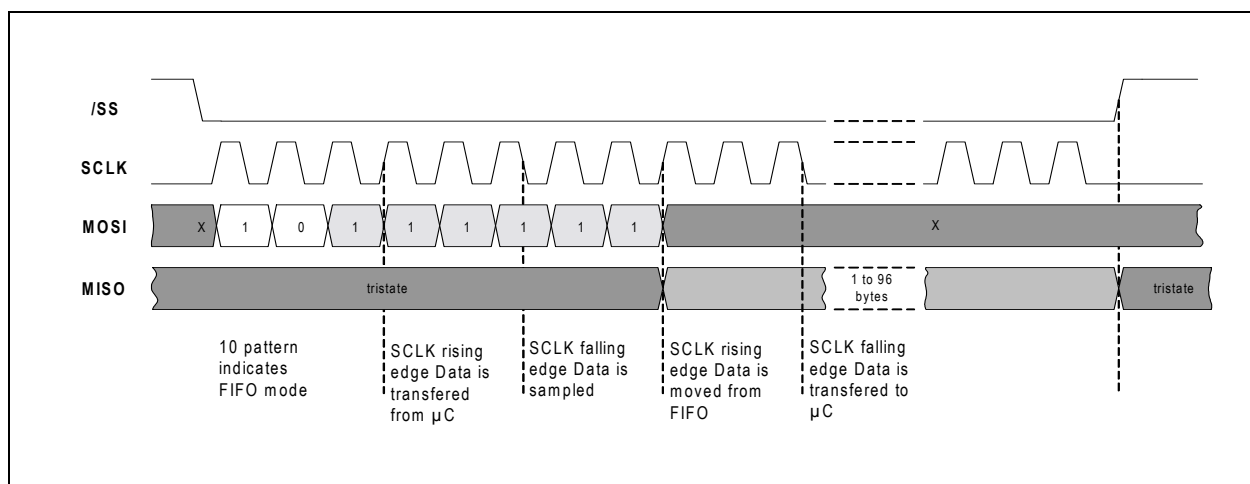 /SS
SCLK
MOSI
X 1 0 1 1 1 1 1 1 X
MISO
tristate
1 to 96
bytes
tristate
10 pattern
indicates
FIFO mode
SCLK rising
edge Data is
transfered
from µC
SCLK falling
edge Data is
sampled
SCLK rising
edge Data is
moved from
FIFO
SCLK falling
edge Data is
transfered to
µC